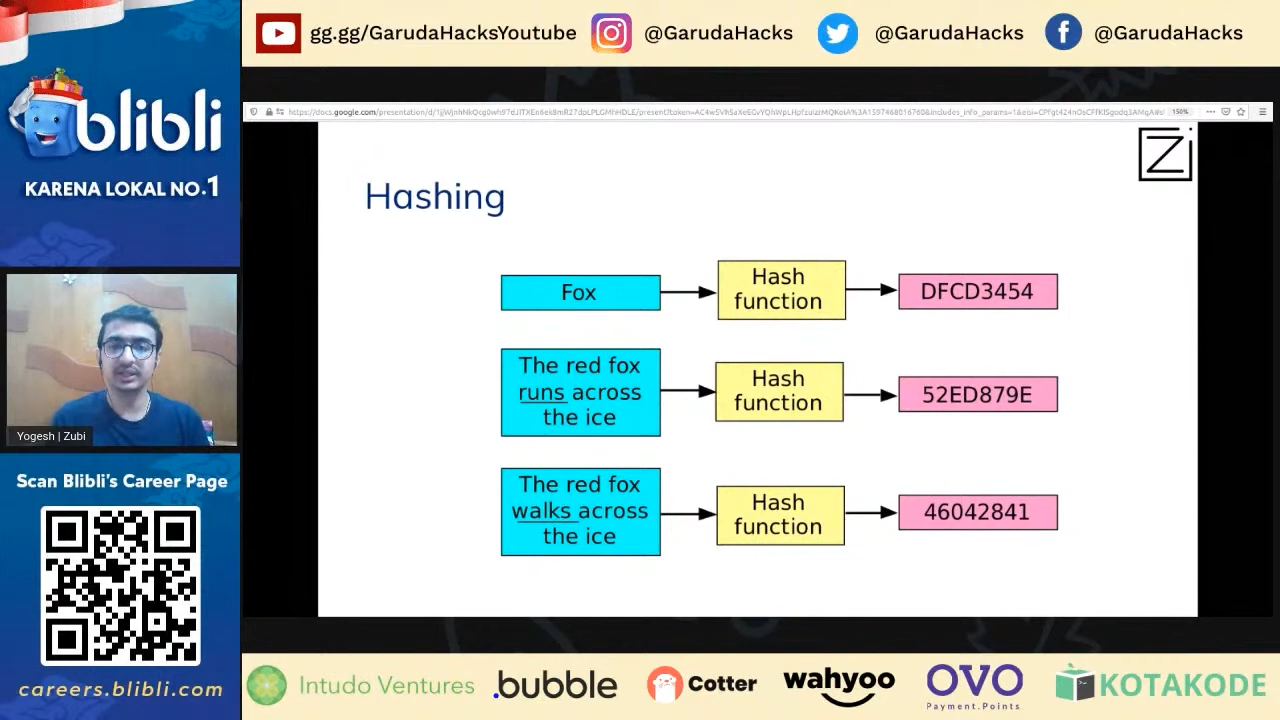 gg.gg/GarudaHacksYoutube
@GarudaHacks
@GarudaHacks
@GarudaHacks
blibli
KARENA LOKAL NO.1
150%
Z
Hashing
Fox
Hash
function
DFCD3454
The red fox
runs across
the ice
Hash
function
52ED879E
The red fox
walks across
the ice
Hash
function
46042841
Yogesh | Zubi
Scan Blibli's Career Page
careers.blibli.com
Intudo Ventures
.bubble
Cotter
wahyoo
OVO
Payment.Points
KOTAKODE